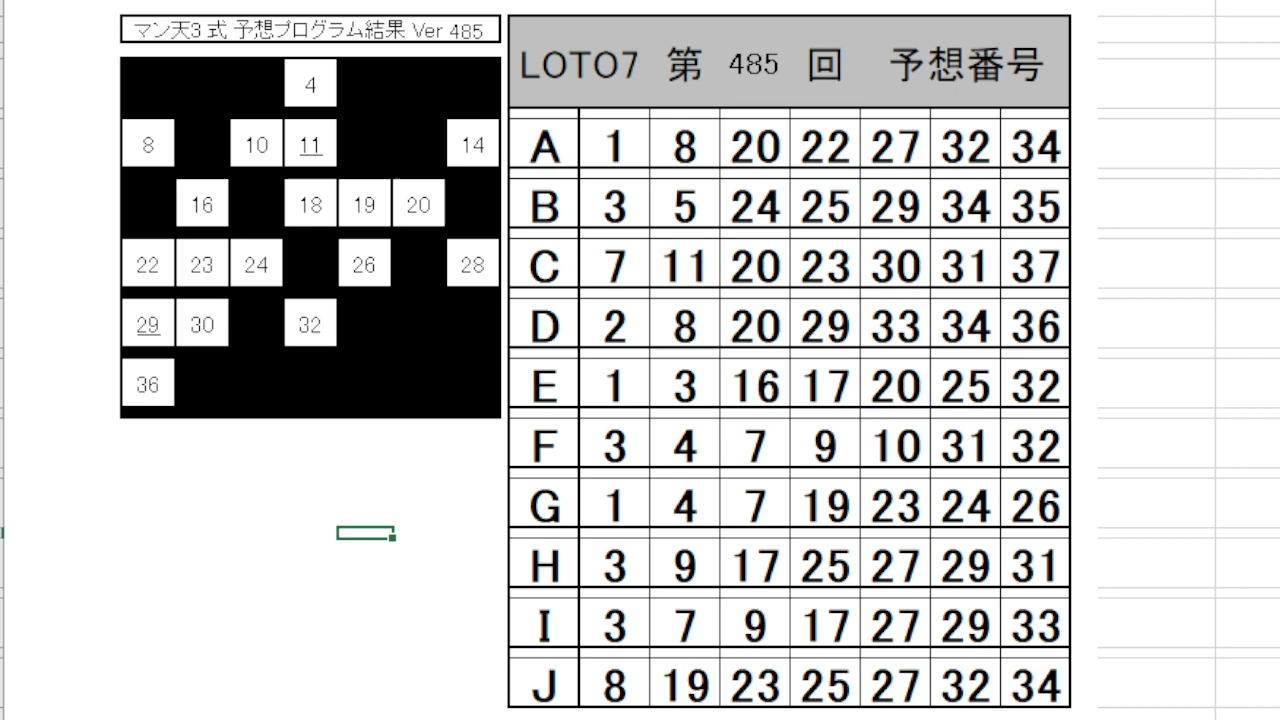 マン天3 式 予想プログラム結果 Ver 485
4
8 10 11 14
16 18 19 20
22 23 24 26 28
29 30 32
36
LOTO7 第 485 回 予想番号
A 1 8 20 22 27 32 34
B 3 5 24 25 29 34 35
C 7 11 20 23 30 31 37
D 2 8 20 29 33 34 36
E 1 3 16 17 20 25 32
F 3 4 7 9 10 31 32
G 1 4 7 19 23 24 26
H 3 9 17 25 27 29 31
I 3 7 9 17 27 29 33
J 8 19 23 25 27 32 34